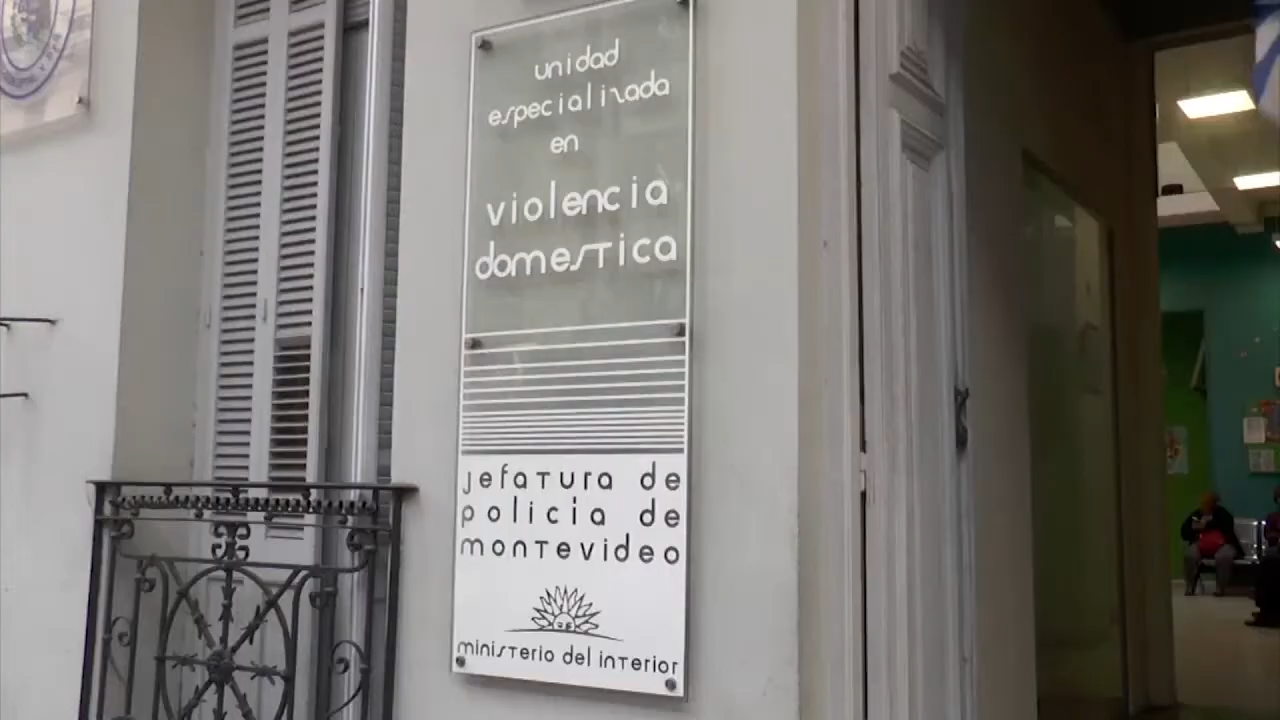 unidad
especializada
en
violencia
domestica
jefatura de
policia de
montevideo
ministerio del interior